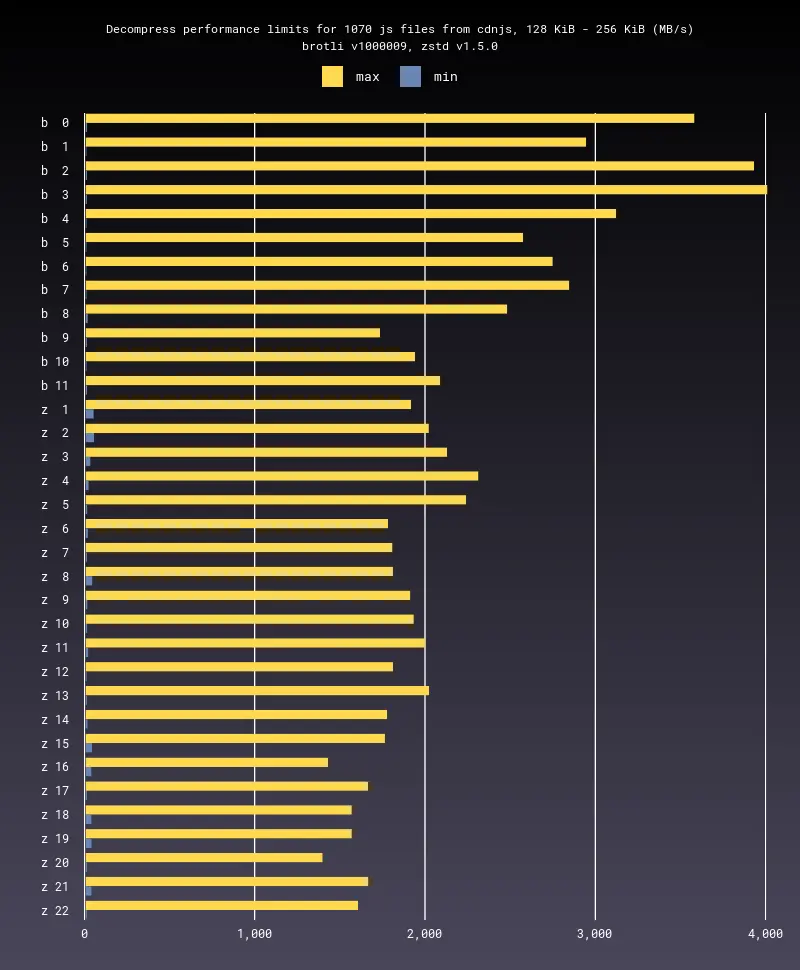 Decompress performance limits for 1070 js files from cdnjs, 128 KiB - 256 KiB (MB/s)
brotli v1000009, zstd v1.5.0
max min
b 0
b 1
b 2
b 3
b 4
b 5
b 6
b 7
b 8
b 9
b 10
b 11
z 1
z 2
z 3
z 4
z 5
z 6
z 7
z 8
z 9
z 10
z 11
z 12
z 13
z 14
z 15
z 16
z 17
z 18
z 19
z 20
z 21
z 22
0 1,000 2,000 3,000 4,000